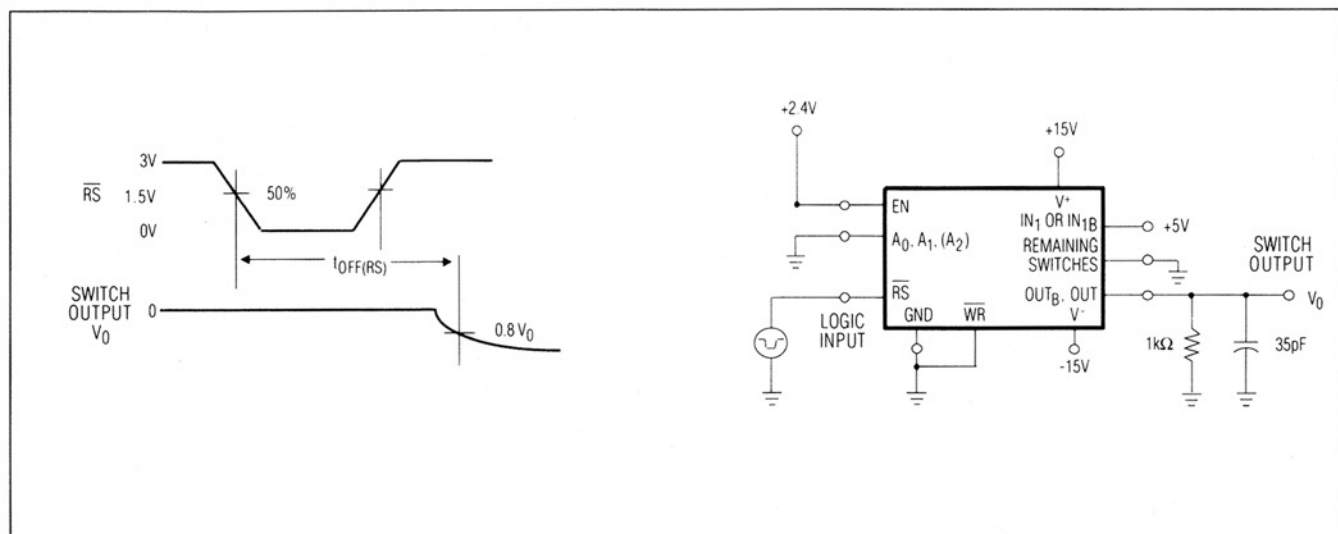 3V
RS
1.5V
50%
0V
tOFF(RS)
SWITCH
OUTPUT
V0
0
0.8 V0
+2.4V
+15V
EN
V+
IN1 OR IN1B
+5V
A0, A1, (A2)
REMAINING
SWITCHES
SWITCH
OUTPUT
RS
OUTB, OUT
V0
LOGIC
INPUT
GND
WR
V-
1kΩ
35pF
-15V